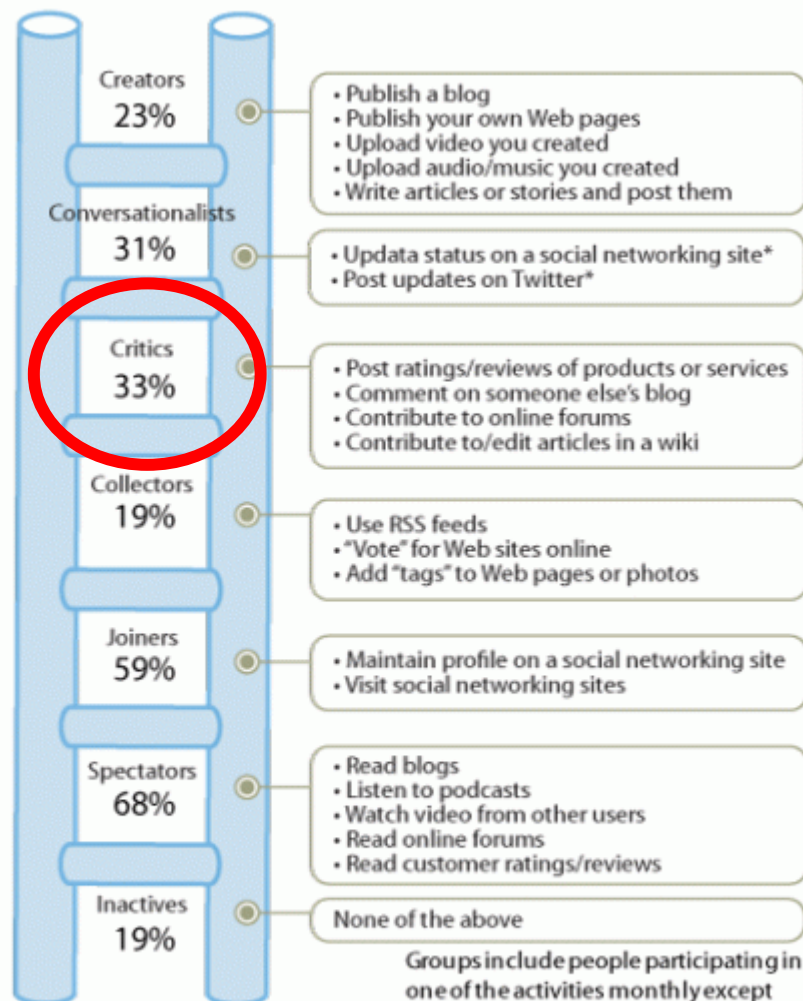 Creators
23%
• Publish a blog
• Publish your own Web pages
• Upload video you created
• Upload audio/music you created
• Write articles or stories and post them
Conversationalists
31%
• Updata status on a social networking site*
• Post updates on Twitter*
Critics
33%
• Post ratings/reviews of products or services
• Comment on someone else's blog
• Contribute to online forums
• Contribute to/edit articles in a wiki
Collectors
19%
• Use RSS feeds
• “Vote” for Web sites online
• Add “tags” to Web pages or photos
Joiners
59%
• Maintain profile on a social networking site
• Visit social networking sites
Spectators
68%
• Read blogs
• Listen to podcasts
• Watch video from other users
• Read online forums
• Read customer ratings/reviews
Inactives
19%
None of the above
Groups include people participating in
one of the activities monthly except